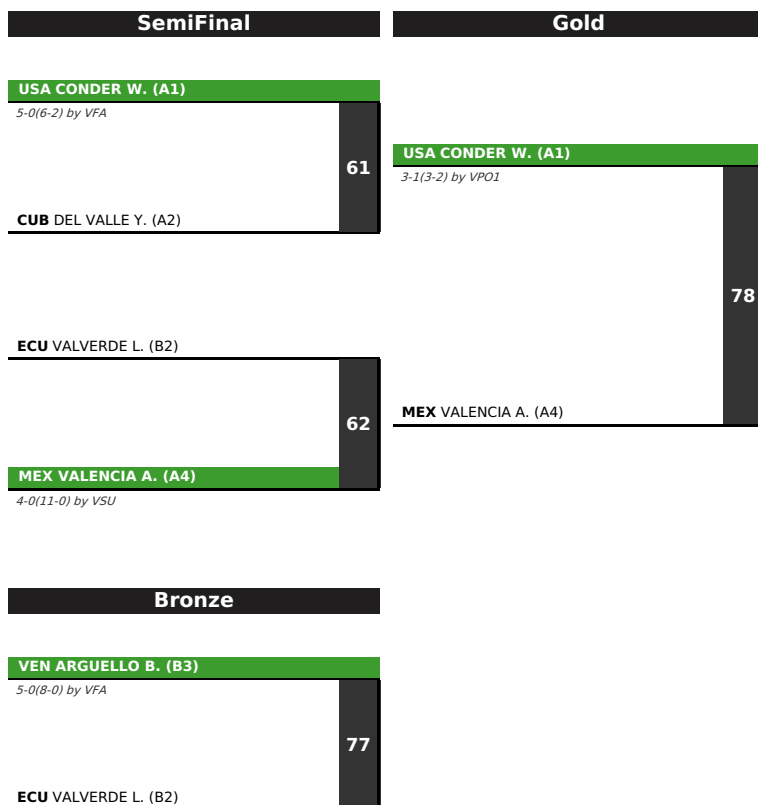 SemiFinal
Gold
USA CONDER W. (A1)
5-0(6-2) by VFA
61
CUB DEL VALLE Y. (A2)
USA CONDER W. (A1)
3-1(3-2) by VPO1
78
MEX VALENCIA A. (A4)
ECU VALVERDE L. (B2)
62
MEX VALENCIA A. (A4)
4-0(11-0) by VSU
Bronze
VEN ARGUELLO B. (B3)
5-0(8-0) by VFA
77
ECU VALVERDE L. (B2)